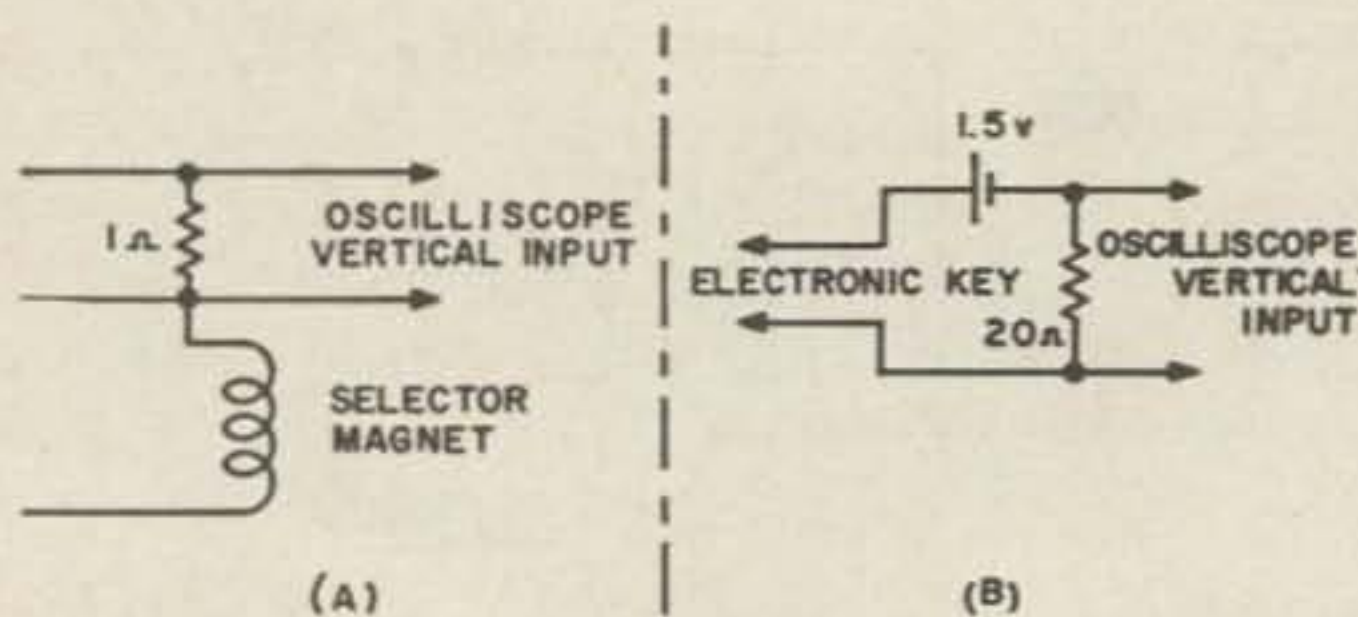 1Ω
OSCILLISCOPE
VERTICAL INPUT
SELECTOR
MAGNET
(A)
1.5v
ELECTRONIC KEY
20Ω
OSCILLISCOPE
VERTICAL
INPUT
(B)